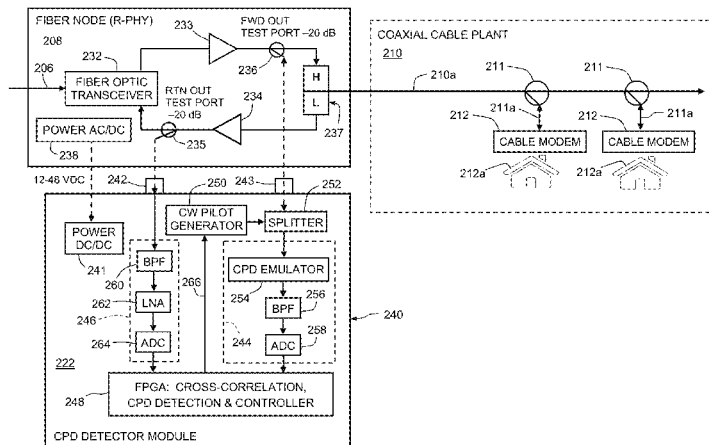 FIBER NODE (R-PHY)
208
232
233
FWD OUT
TEST PORT –20 dB
236
206
FIBER OPTIC
TRANSCEIVER
RTN OUT
TEST PORT
–20 dB
234
H
L
237
235
POWER AC/DC
238
COAXIAL CABLE PLANT
210
210a
211
211
211a
211a
212
CABLE MODEM
212
CABLE MODEM
212a
212a
12-46 VDC
242
250
243
252
CW PILOT
GENERATOR
SPLITTER
POWER
DC/DC
241
BPF
260
266
CPD EMULATOR
254
262
LNA
256
BPF
246
244
258
240
264
ADC
ADC
222
248
FPGA: CROSS-CORRELATION,
CPD DETECTION & CONTROLLER
CPD DETECTOR MODULE